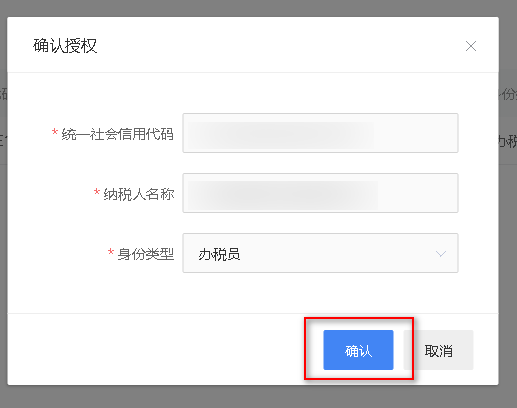 确认授权
* 统一社会信用代码
* 纳税人名称
* 身份类型 办税员
确认 取消